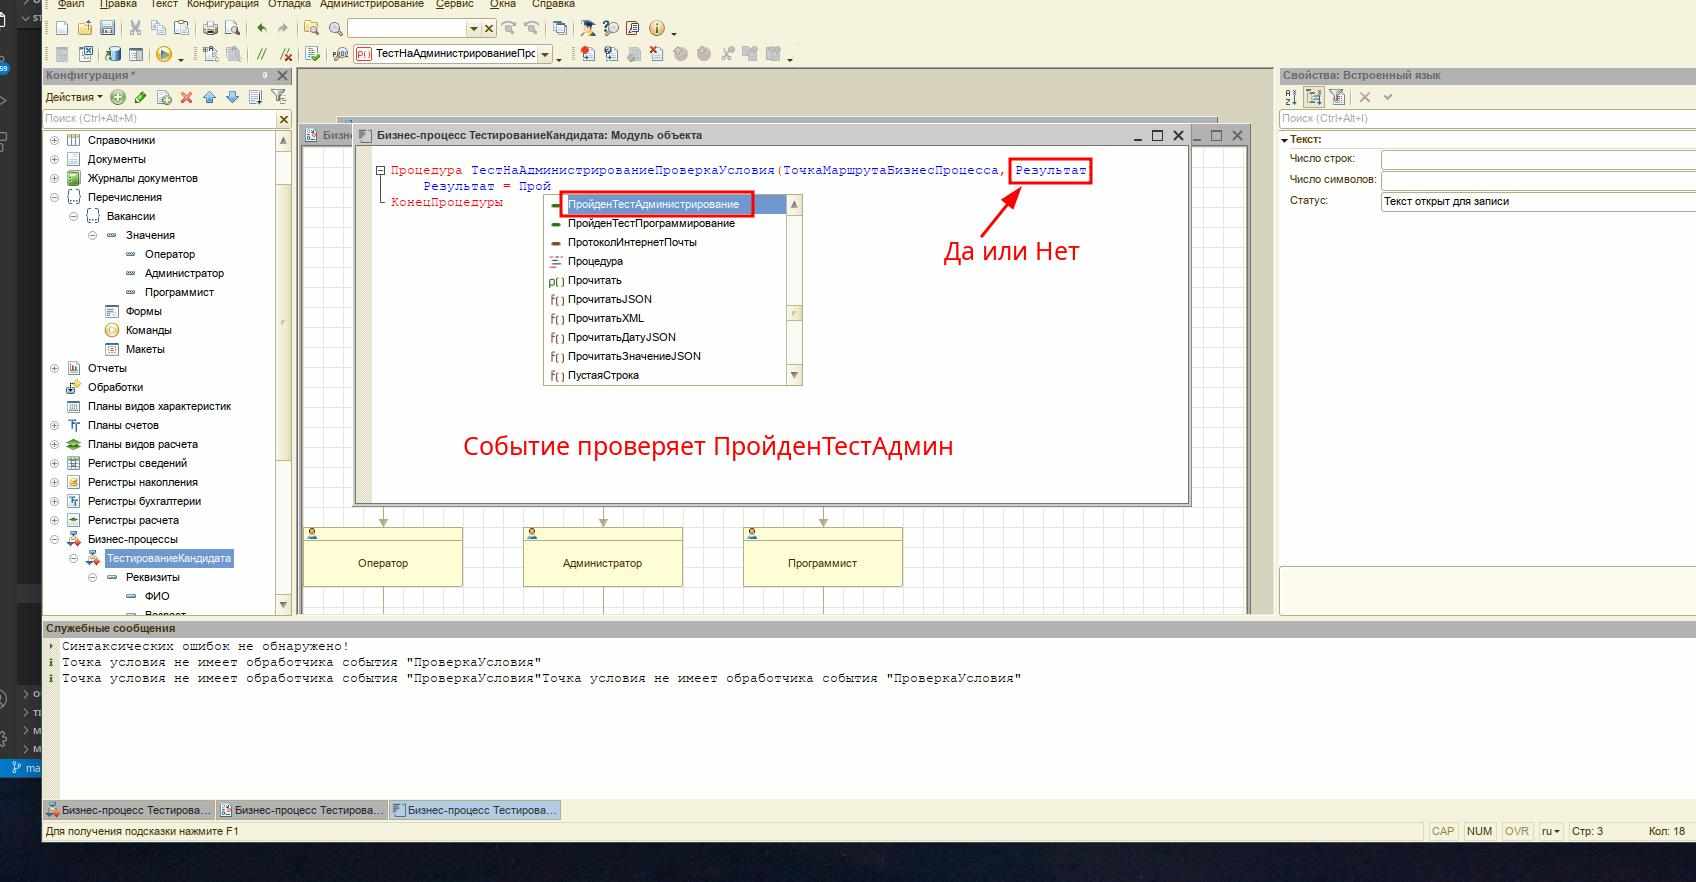 Файл Правка Текст Конфигурация Отладка Администрирование Сервис Окна Справка
ТестНаАдминистрированиеПрс
Конфигурация *
Действия
Поиск (Ctrl+Alt+M)
Справочники
Документы
Журналы документов
Перечисления
Вакансии
Значения
Оператор
Администратор
Программист
Формы
Команды
Макеты
Отчеты
Обработки
Планы видов характеристик
Планы счетов
Планы видов расчета
Регистры сведений
Регистры накопления
Регистры бухгалтерии
Регистры расчета
Бизнес-процессы
ТестированиеКандидата
Реквизиты
ФИО
Возраст
Бизн
Бизнес-процесс ТестированиеКандидата: Модуль объекта
Процедура ТестНаАдминистрированиеПроверкаУсловия(ТочкаМаршрутаБизнесПроцесса, Результат
Результат = Прой
КонецПроцедуры
ПройденТестАдминистрирование
ПройденТестПрограммирование
ПротоколИнтернетПочты
Процедура
Прочитать
ПрочитатьJSON
ПрочитатьXML
ПрочитатьДатуJSON
ПрочитатьЗначениеJSON
ПустаяСтрока
Да или Нет
Событие проверяет ПройденТестАдмин
Оператор
Администратор
Программист
Свойства: Встроенный язык
Поиск (Ctrl+Alt+I)
Текст:
Число строк:
Число символов:
Статус: Текст открыт для записи
Служебные сообщения
Синтаксических ошибок не обнаружено!
Точка условия не имеет обработчика события "ПроверкаУсловия"
Точка условия не имеет обработчика события "ПроверкаУсловия"Точка условия не имеет обработчика события "ПроверкаУсловия"
Бизнес-процесс Тестирова... Бизнес-процесс Тестирова... Бизнес-процесс Тестирова...
Для получения подсказки нажмите F1
CAP NUM OVR ru Стр: 3 Кол: 18